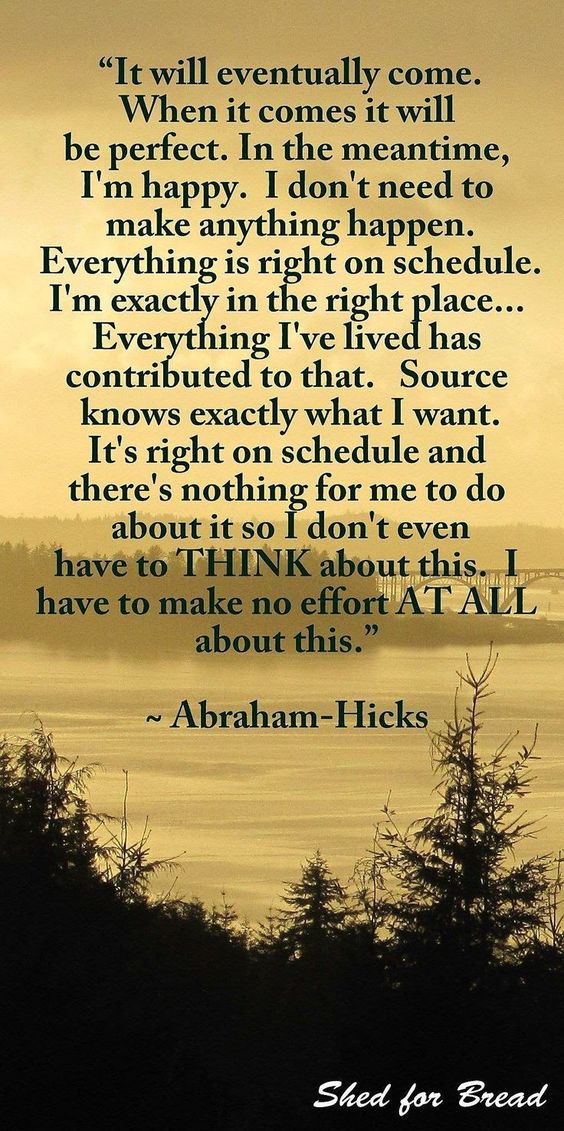 “It will eventually come.
When it comes it will
be perfect. In the meantime,
I'm happy.  I don't need to
make anything happen.
Everything is right on schedule.
I'm exactly in the right place...
Everything I've lived has
contributed to that.   Source
knows exactly what I want.
It's right on schedule and
there's nothing for me to do
about it so I don't even
have to THINK about this.  I
have to make no effort AT ALL
about this.”
~ Abraham-Hicks
Shed for Bread